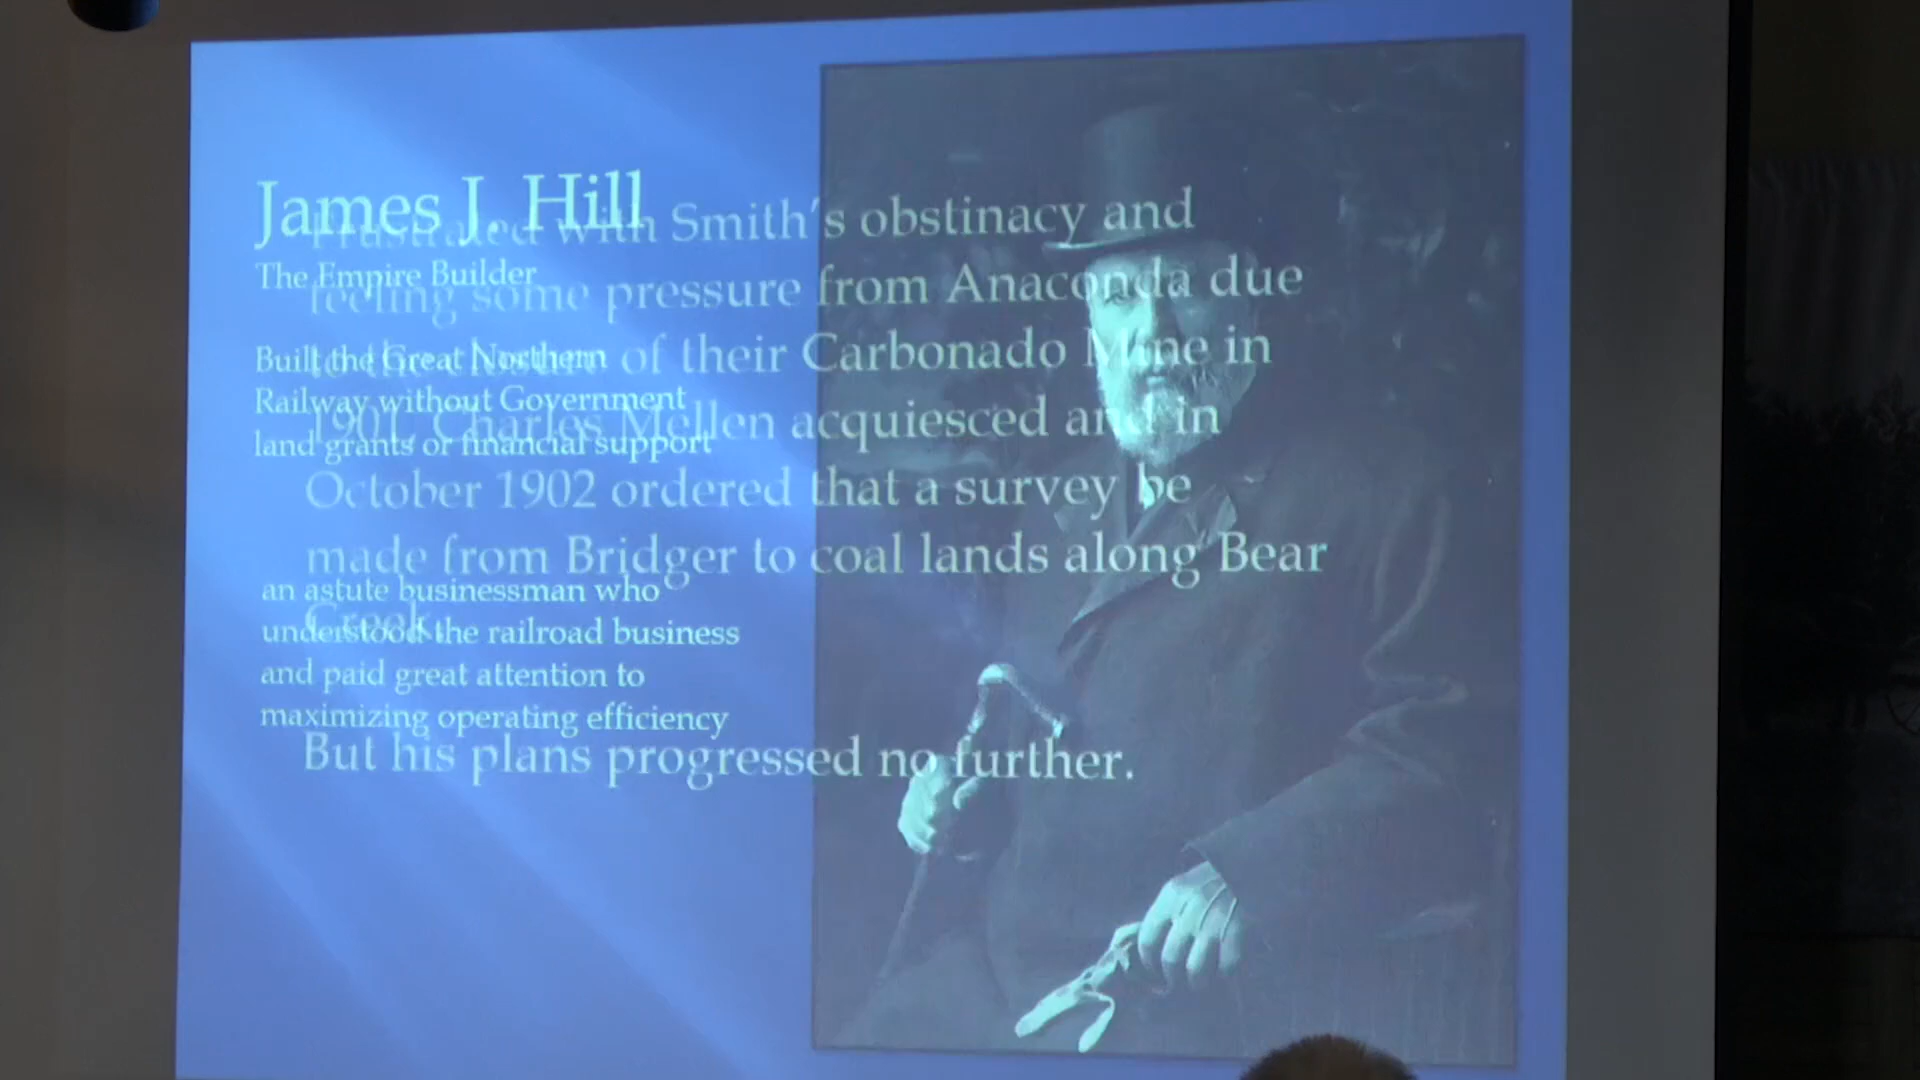 James J. Hill
The Empire Builder
Built the Great Northern
Railway without Government
land grants or financial support
an astute businessman who
understood the railroad business
and paid great attention to
maximizing operating efficiency
Frustrated with Smith's obstinacy and
feeling some pressure from Anaconda due
to the closure of their Carbonado Mine in
1901, Charles Mellen acquiesced and in
October 1902 ordered that a survey be
made from Bridger to coal lands along Bear
Creek.
But his plans progressed no further.